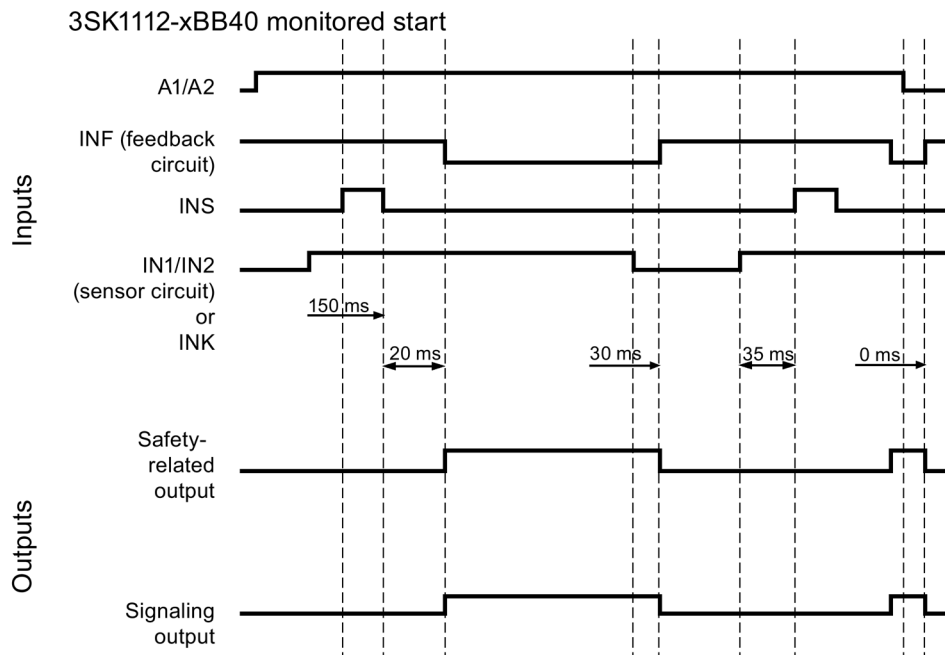 3SK1112-xBB40 monitored start
Inputs
A1/A2
INF (feedback
circuit)
INS
IN1/IN2
(sensor circuit)
or
INK
150 ms
20 ms
30 ms
35 ms
0 ms
Outputs
Safety-
related
output
Signaling
output